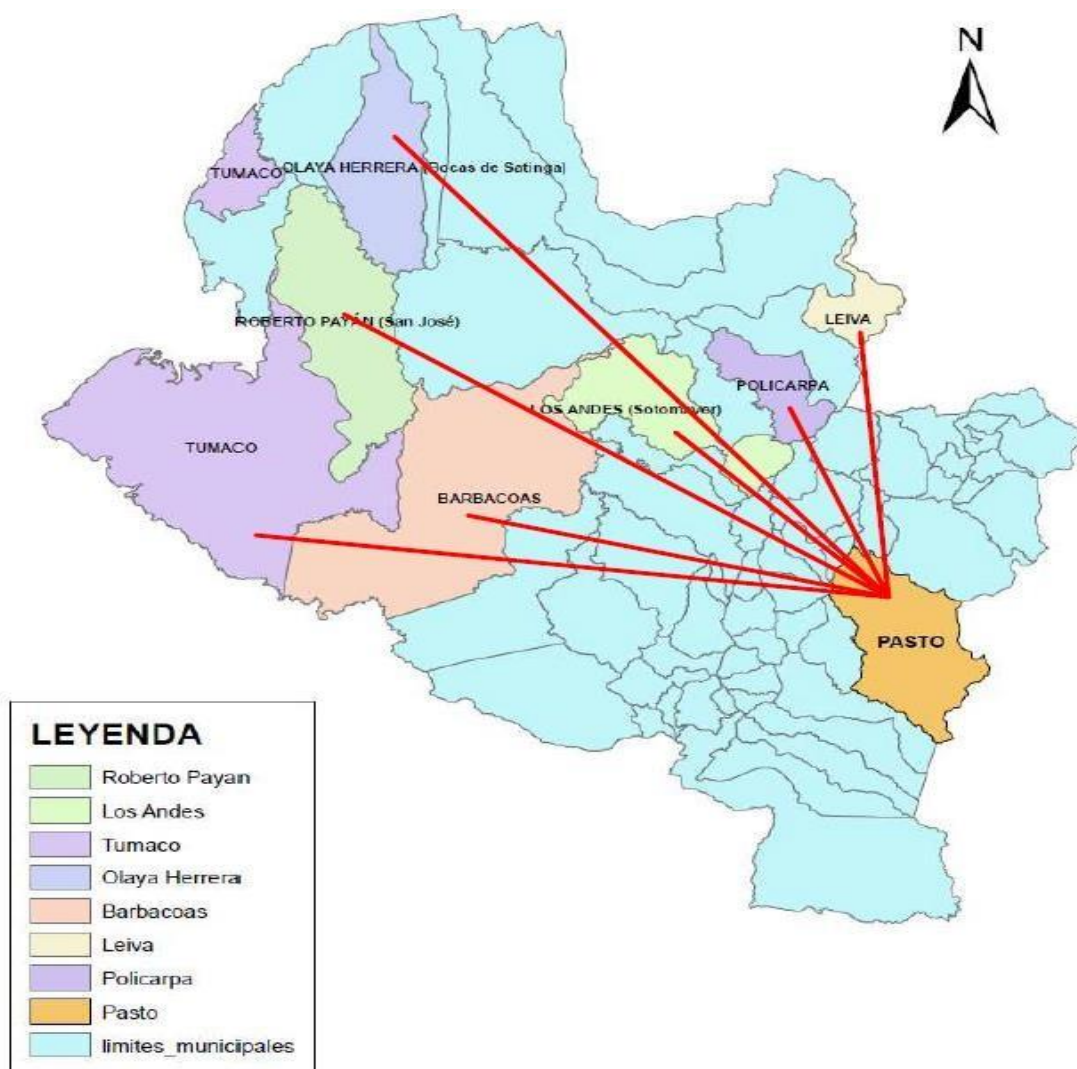 N
TUMACO
OLAYA HERRERA (Bocas de Satinga)
ROBERTO PAYÁN (San José)
LEIVA
POLICARPA
LOS ANDES (Sotomayor)
TUMACO
BARBACOAS
PASTO
LEYENDA
Roberto Payan
Los Andes
Tumaco
Olaya Herrera
Barbacoas
Leiva
Policarpa
Pasto
limites_municipales